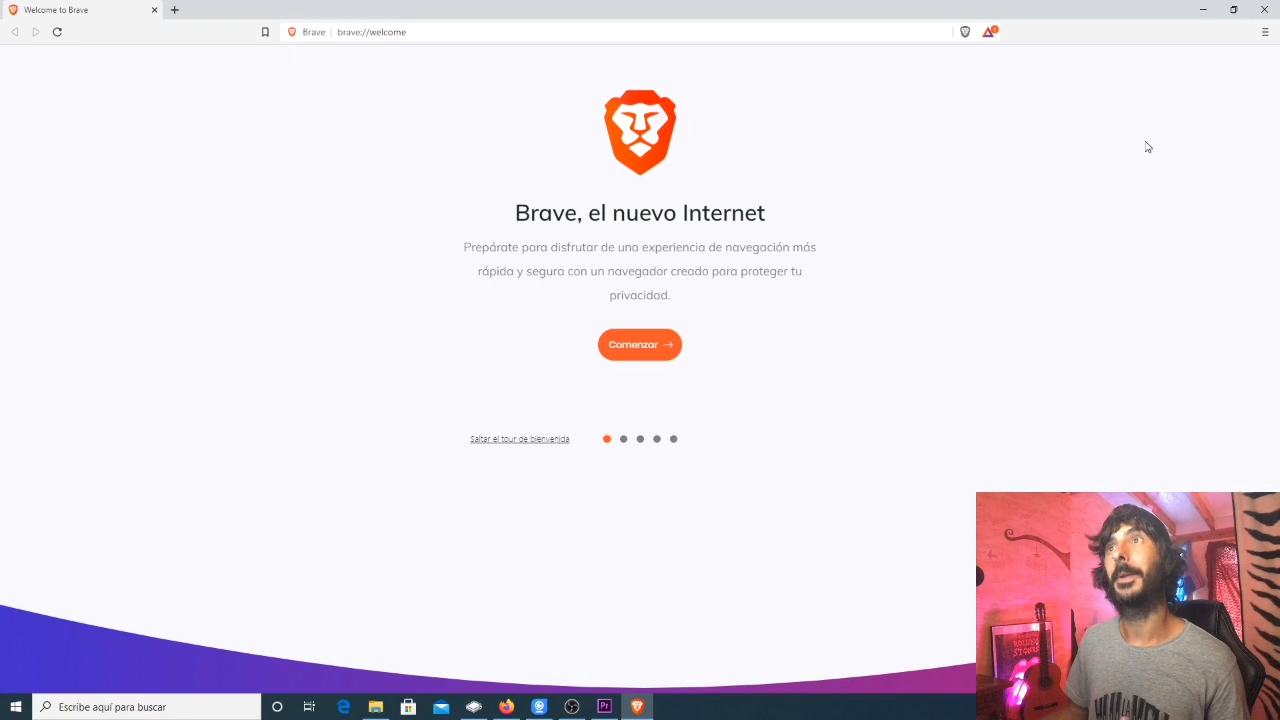 Welcome to Brave
Brave
brave://welcome
Brave, el nuevo Internet
Prepárate para disfrutar de una experiencia de navegación más
rápida y segura con un navegador creado para proteger tu
privacidad.
Comenzar
Saltar el tour de bienvenida
Escribe aquí para buscar
Pr